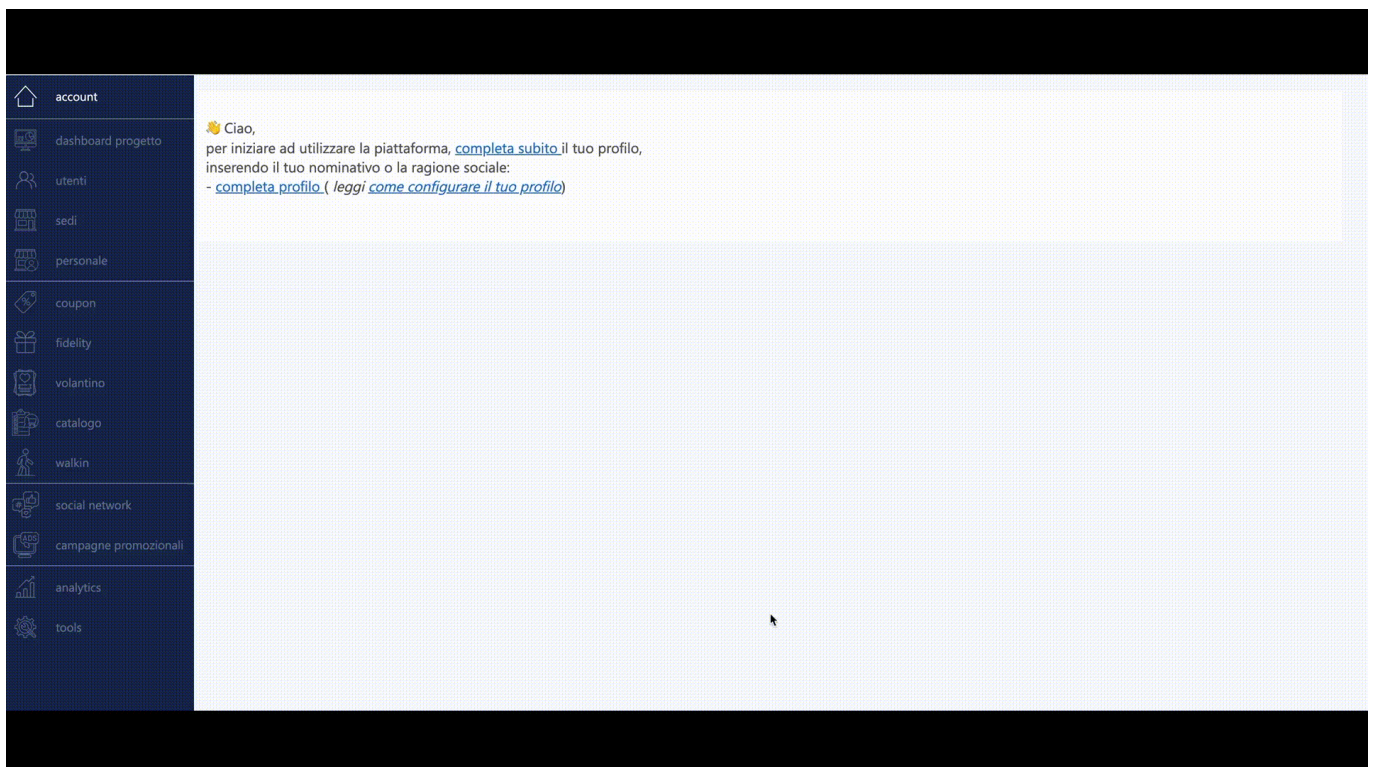 account
dashboard progetto
utenti
sedi
personale
coupon
fidelity
volantino
catalogo
walkin
social network
ADS
campagne promozionali
analytics
tools
👋 Ciao,
per iniziare ad utilizzare la piattaforma, completa subito il tuo profilo,
inserendo il tuo nominativo o la ragione sociale:
- completa profilo ( leggi come configurare il tuo profilo)